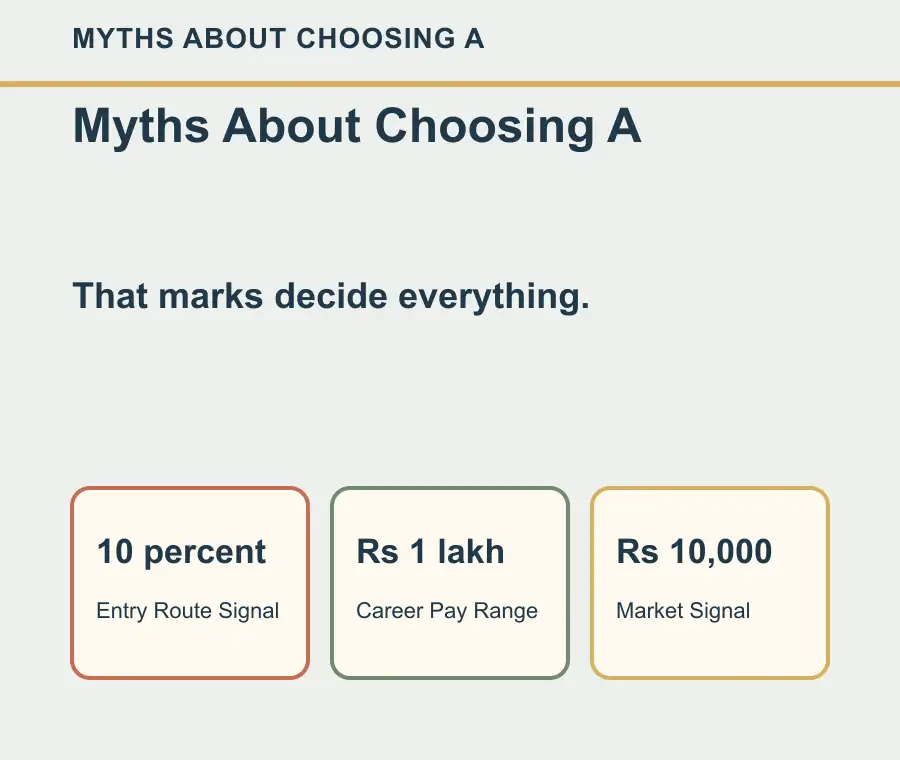 MYTHS ABOUT CHOOSING A
Myths About Choosing A
That marks decide everything.
10 percent
Entry Route Signal
Rs 1 lakh
Career Pay Range
Rs 10,000
Market Signal